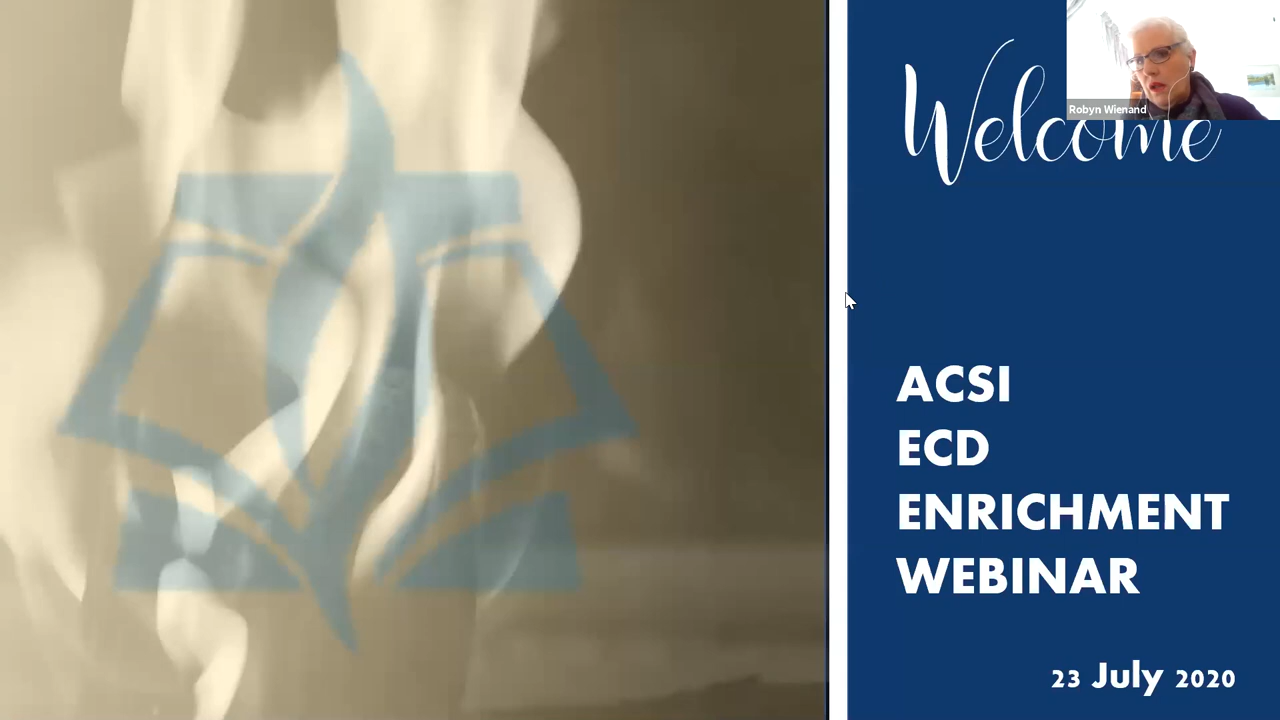 Welcome
Robyn Wienand
ACSI
ECD
ENRICHMENT
WEBINAR
23 July 2020